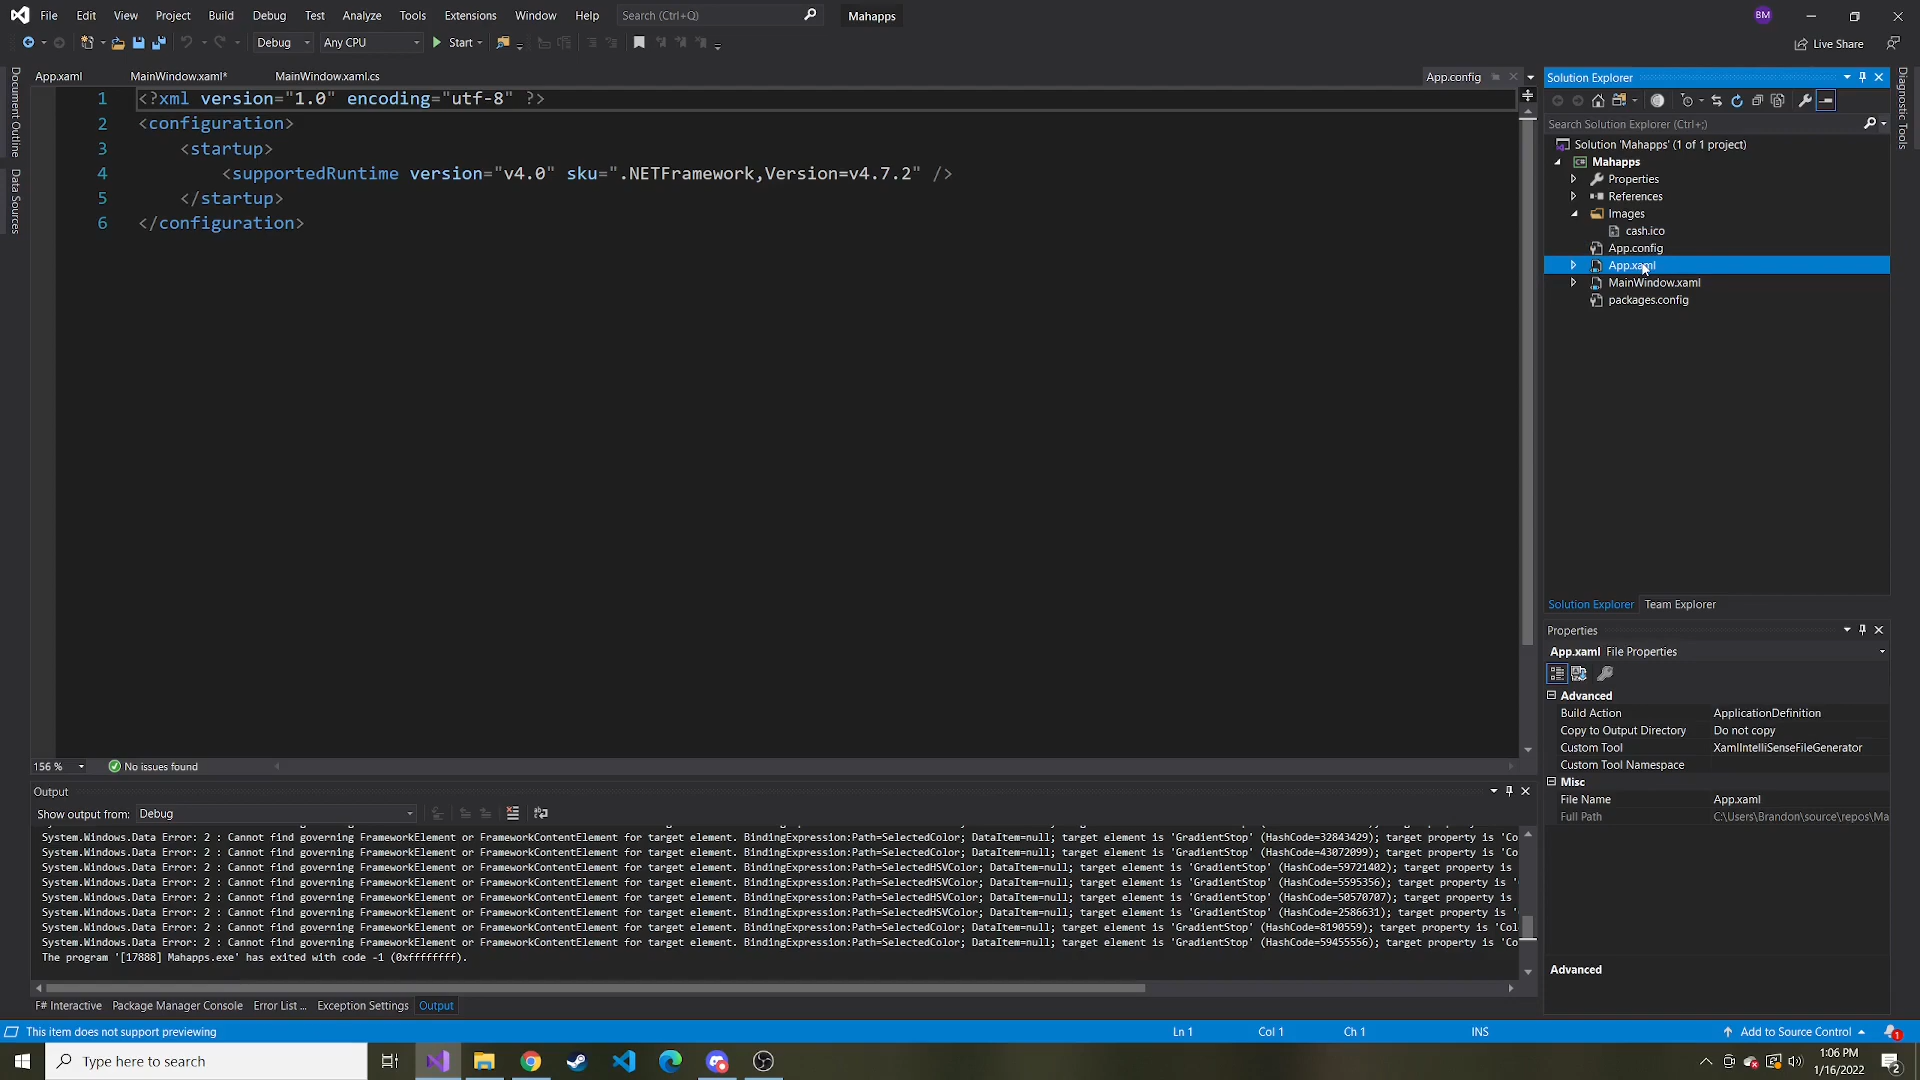 File Edit View Project Build Debug Test Analyze Tools Extensions Window Help Search (Ctrl+Q) Mahapps BM
Debug Any CPU Start Live Share
App.xaml MainWindow.xaml* MainWindow.xaml.cs App.config
Document Outline
Data Sources
1 <?xml version="1.0" encoding="utf-8" ?>
2 <configuration>
3 <startup>
4 <supportedRuntime version="v4.0" sku=".NETFramework,Version=v4.7.2" />
5 </startup>
6 </configuration>
156 % No issues found
Solution Explorer
Search Solution Explorer (Ctrl+;)
Solution 'Mahapps' (1 of 1 project)
Mahapps
Properties
References
Images
cash.ico
App.config
App.xaml
MainWindow.xaml
packages.config
Solution Explorer Team Explorer
Diagnostic Tools
Properties
App.xaml File Properties
Advanced
Build Action ApplicationDefinition
Copy to Output Directory Do not copy
Custom Tool XamlIntelliSenseFileGenerator
Custom Tool Namespace
Misc
File Name App.xaml
Full Path C:\Users\Brandon\source\repos\Ma
Advanced
Output
Show output from: Debug
System.Windows.Data Error: 2 : Cannot find governing FrameworkElement or FrameworkContentElement for target element. BindingExpression:Path=SelectedColor; DataItem=null; target element is 'GradientStop' (HashCode=32843429); target property is 'Co
System.Windows.Data Error: 2 : Cannot find governing FrameworkElement or FrameworkContentElement for target element. BindingExpression:Path=SelectedColor; DataItem=null; target element is 'GradientStop' (HashCode=43072099); target property is 'Co
System.Windows.Data Error: 2 : Cannot find governing FrameworkElement or FrameworkContentElement for target element. BindingExpression:Path=SelectedHSVColor; DataItem=null; target element is 'GradientStop' (HashCode=59721402); target property is
System.Windows.Data Error: 2 : Cannot find governing FrameworkElement or FrameworkContentElement for target element. BindingExpression:Path=SelectedHSVColor; DataItem=null; target element is 'GradientStop' (HashCode=5595356); target property is '
System.Windows.Data Error: 2 : Cannot find governing FrameworkElement or FrameworkContentElement for target element. BindingExpression:Path=SelectedHSVColor; DataItem=null; target element is 'GradientStop' (HashCode=50570707); target property is
System.Windows.Data Error: 2 : Cannot find governing FrameworkElement or FrameworkContentElement for target element. BindingExpression:Path=SelectedHSVColor; DataItem=null; target element is 'GradientStop' (HashCode=2586631); target property is '
System.Windows.Data Error: 2 : Cannot find governing FrameworkElement or FrameworkContentElement for target element. BindingExpression:Path=SelectedColor; DataItem=null; target element is 'GradientStop' (HashCode=8190559); target property is 'Col
System.Windows.Data Error: 2 : Cannot find governing FrameworkElement or FrameworkContentElement for target element. BindingExpression:Path=SelectedColor; DataItem=null; target element is 'GradientStop' (HashCode=59455556); target property is 'Co
The program '[17888] Mahapps.exe' has exited with code -1 (0xffffffff).
F# Interactive Package Manager Console Error List ... Exception Settings Output
This item does not support previewing Ln 1 Col 1 Ch 1 INS Add to Source Control 1
Type here to search
1:06 PM
1/16/2022
2